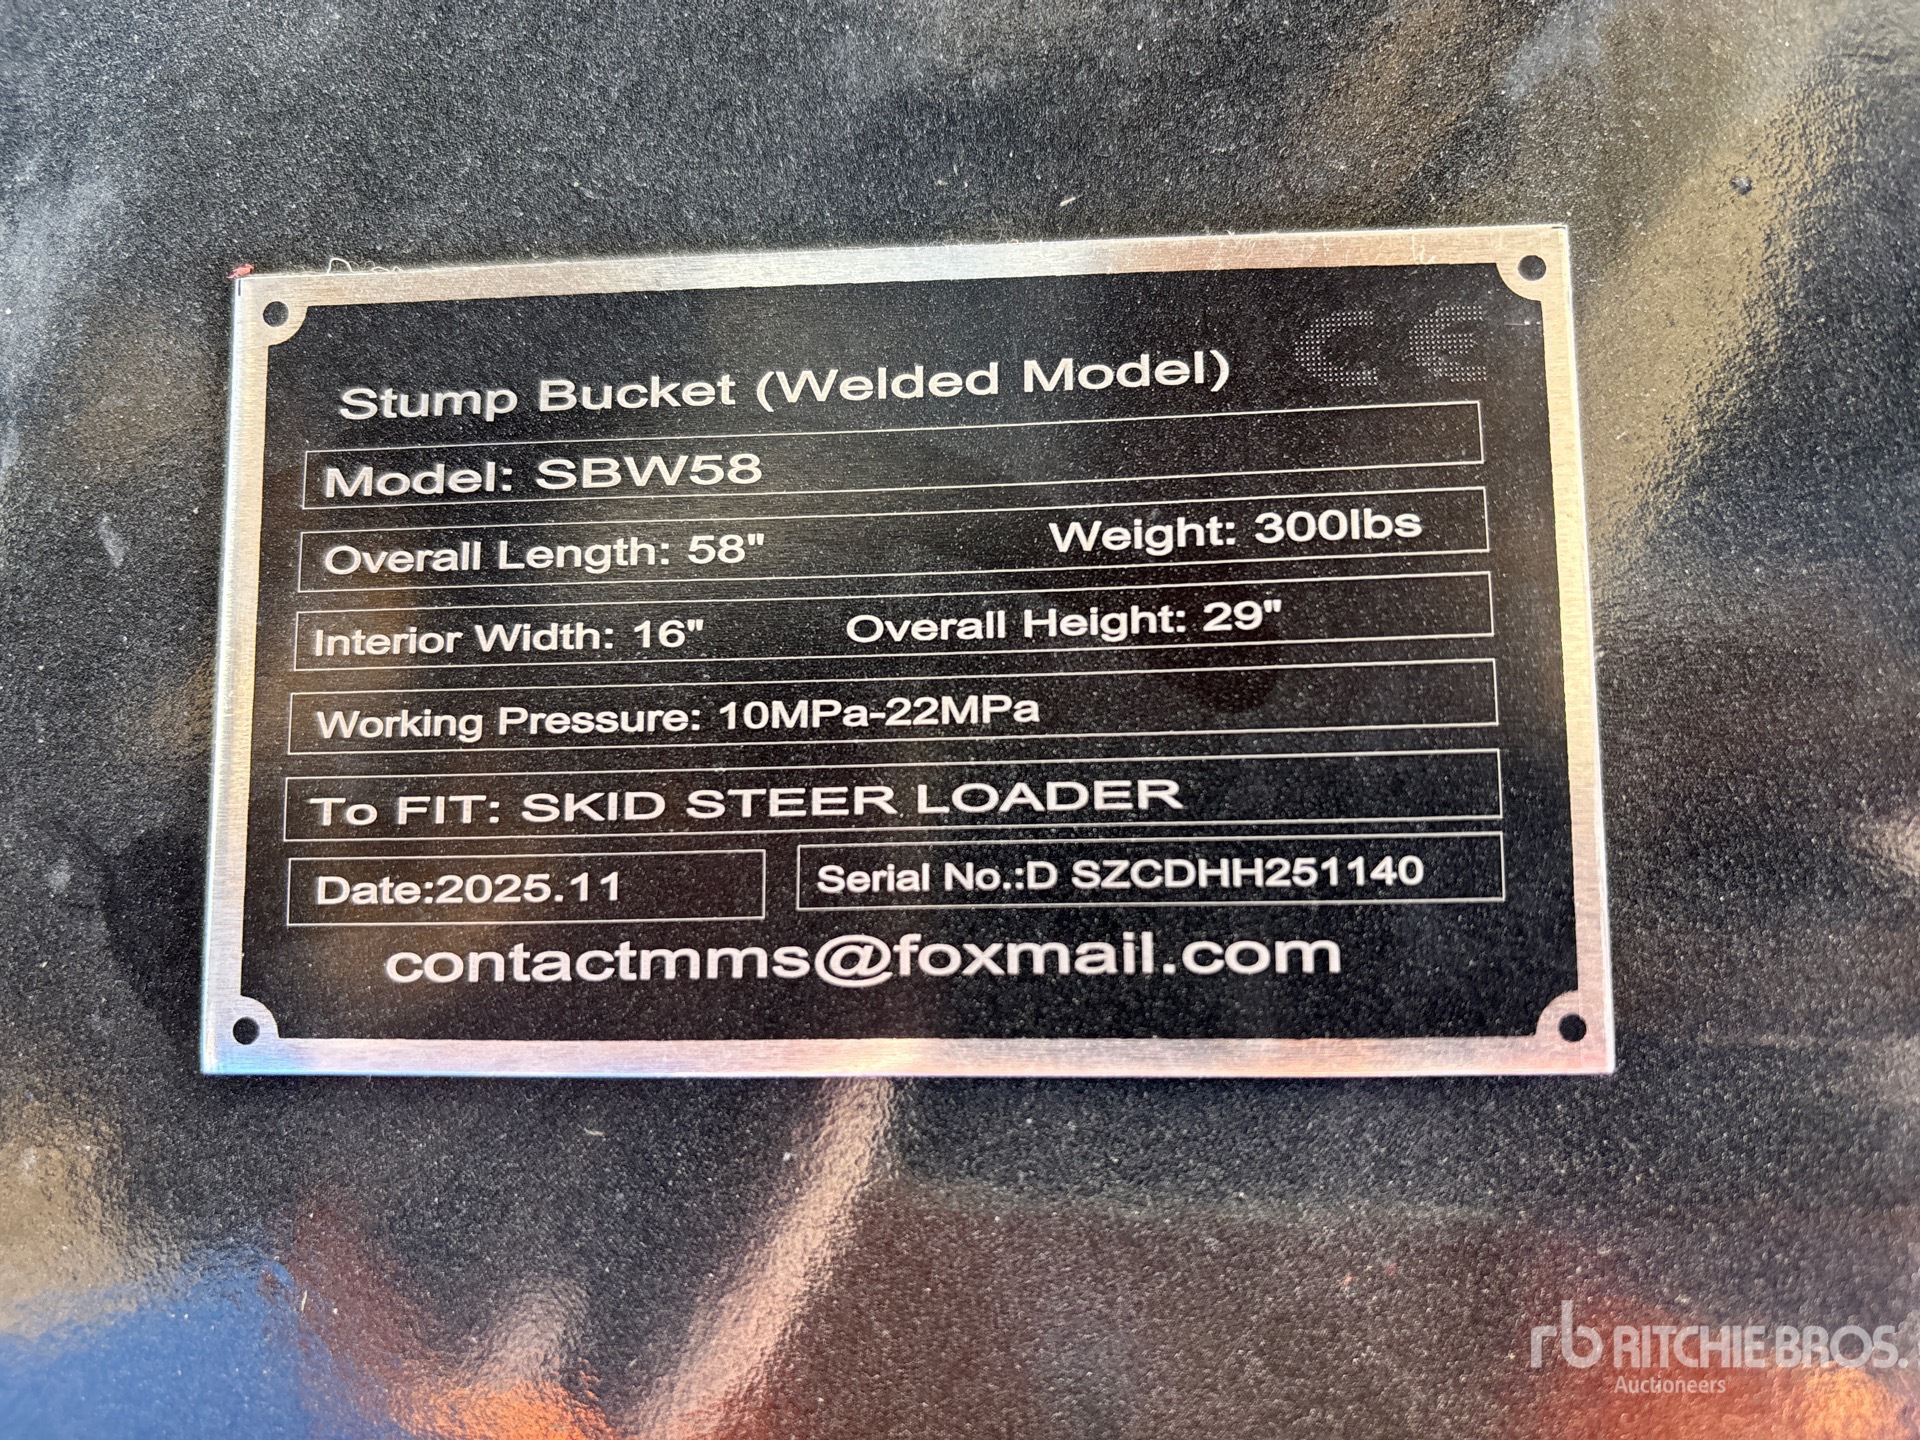 CE
Stump Bucket (Welded Model)
Model: SBW58
Overall Length: 58" Weight: 300lbs
Interior Width: 16" Overall Height: 29"
Working Pressure: 10MPa-22MPa
To FIT: SKID STEER LOADER
Date:2025.11 Serial No.:D SZCDHH251140
contactmms@foxmail.com
rb RITCHIE BROS.
Auctioneers